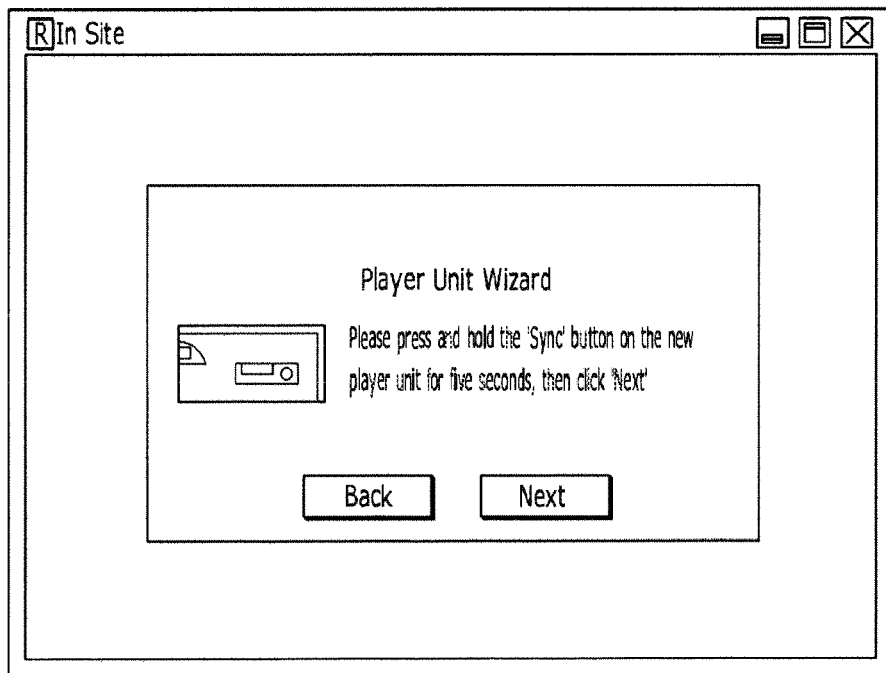 R In Site
Player Unit Wizard
Please press and hold the 'Sync' button on the new
player unit for five seconds, then click 'Next'
Back Next